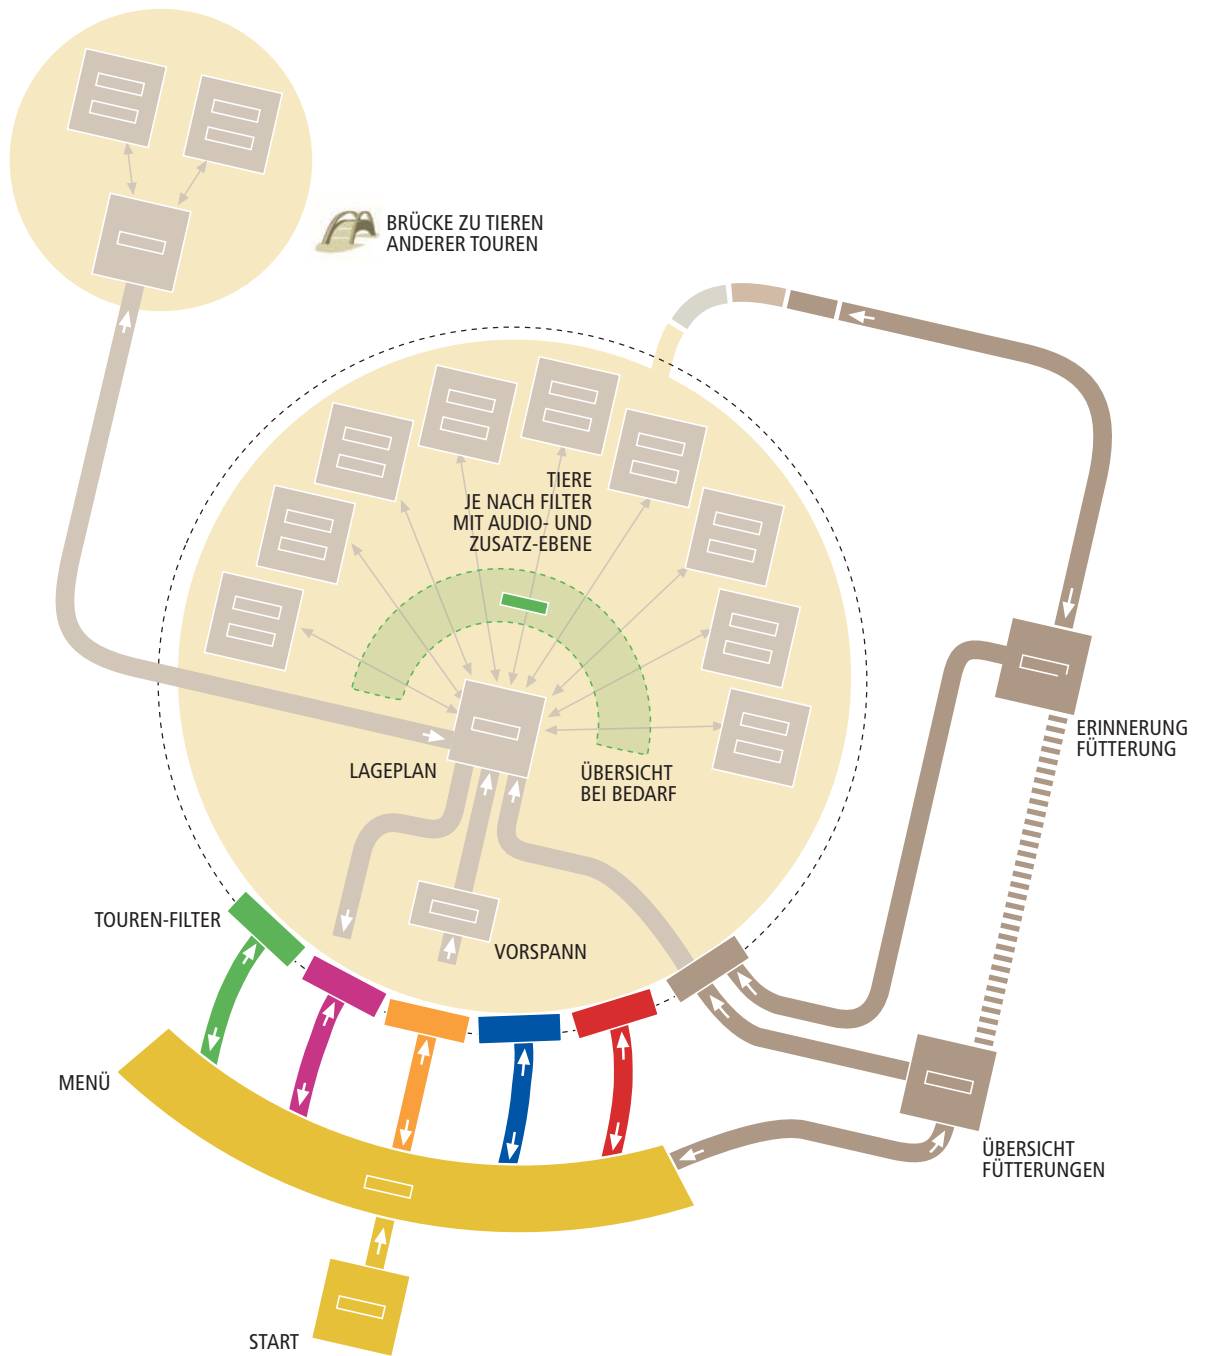 BRÜCKE ZU TIEREN
ANDERER TOUREN
TIERE
JE NACH FILTER
MIT AUDIO- UND
ZUSATZ-EBENE
ERINNERUNG
FÜTTERUNG
LAGEPLAN
ÜBERSICHT
BEI BEDARF
TOUREN-FILTER
VORSPANN
MENÜ
ÜBERSICHT
FÜTTERUNGEN
START